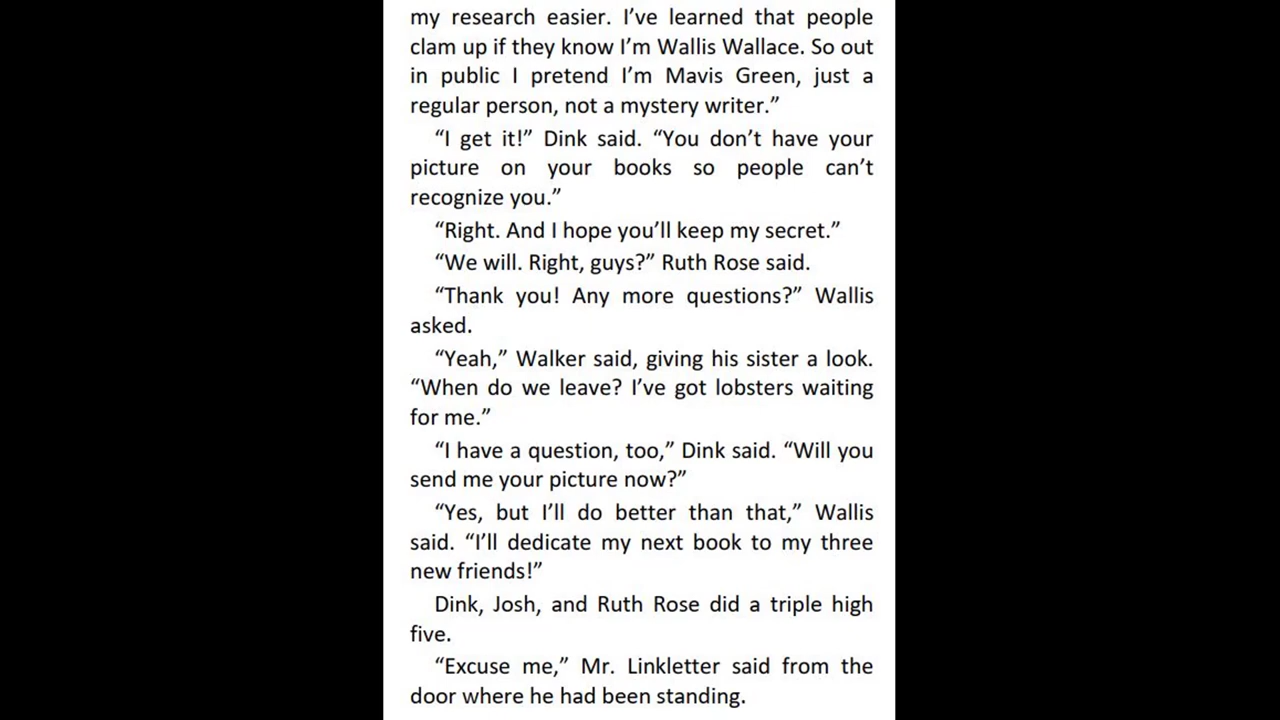 my research easier. I’ve learned that people
clam up if they know I’m Wallis Wallace. So out
in public I pretend I’m Mavis Green, just a
regular person, not a mystery writer.”
“I get it!” Dink said. “You don’t have your
picture on your books so people can’t
recognize you.”
“Right. And I hope you’ll keep my secret.”
“We will. Right, guys?” Ruth Rose said.
“Thank you! Any more questions?” Wallis
asked.
“Yeah,” Walker said, giving his sister a look.
“When do we leave? I’ve got lobsters waiting
for me.”
“I have a question, too,” Dink said. “Will you
send me your picture now?”
“Yes, but I’ll do better than that,” Wallis
said. “I’ll dedicate my next book to my three
new friends!”
Dink, Josh, and Ruth Rose did a triple high
five.
“Excuse me,” Mr. Linkletter said from the
door where he had been standing.